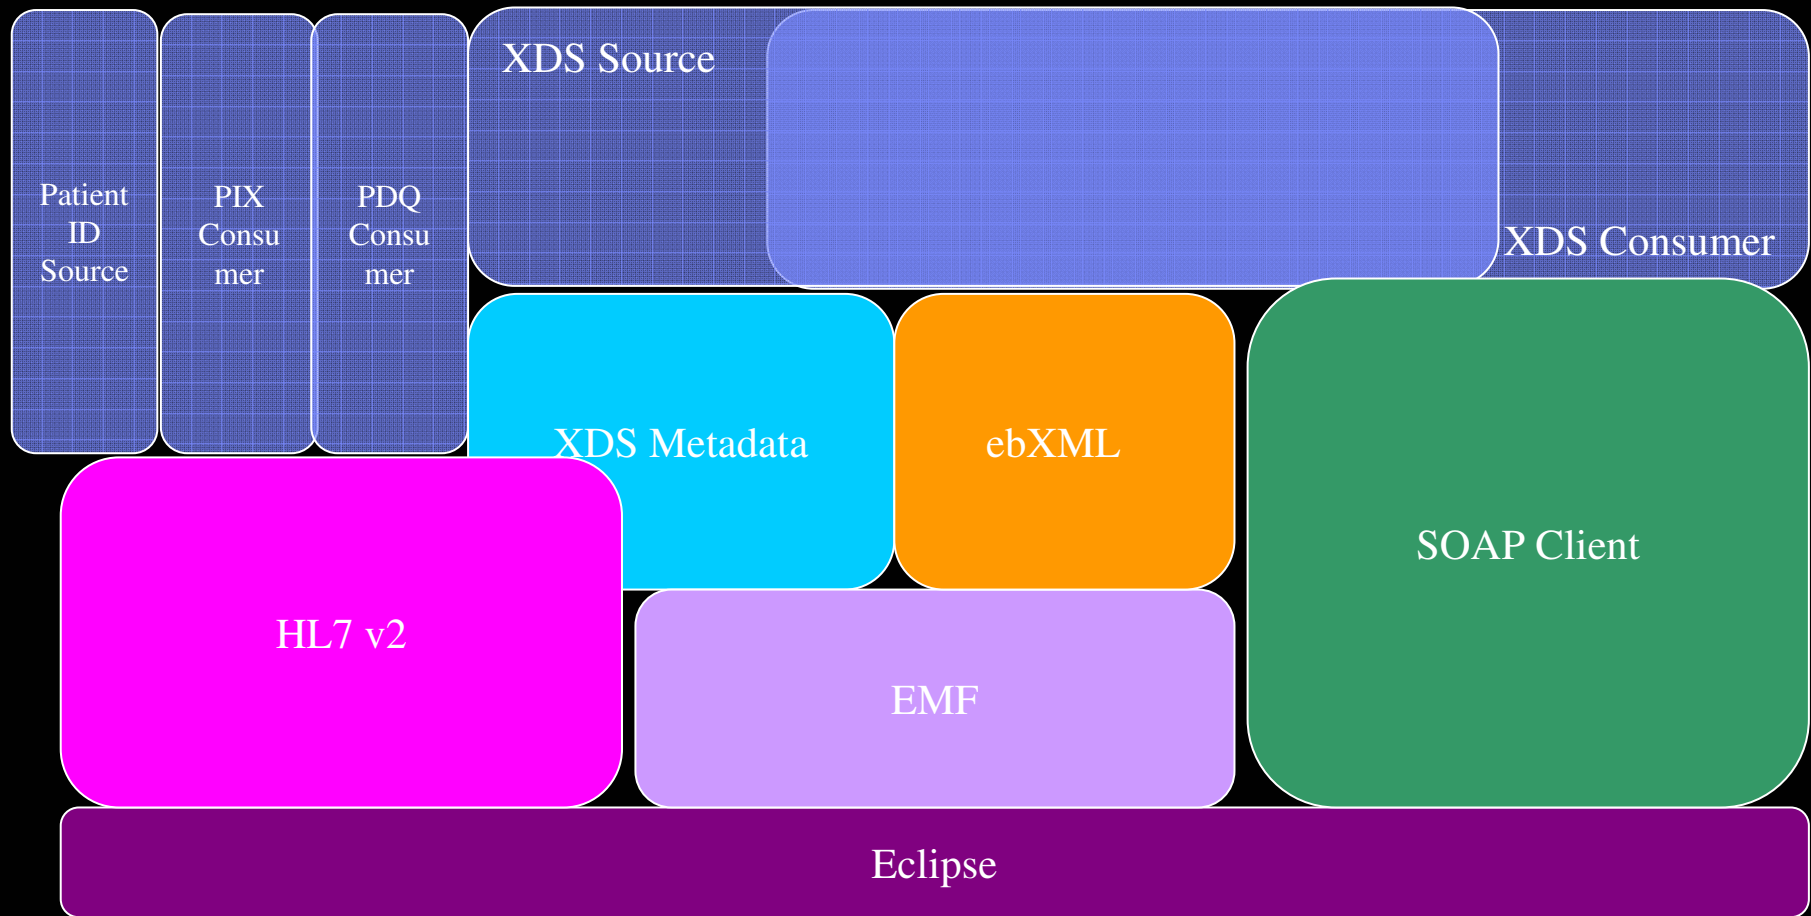 XDS Source
Patient
ID
Source
PIX
Consu
mer
PDQ
Consu
mer
XDS Consumer
XDS Metadata
ebXML
SOAP Client
HL7 v2
EMF
Eclipse